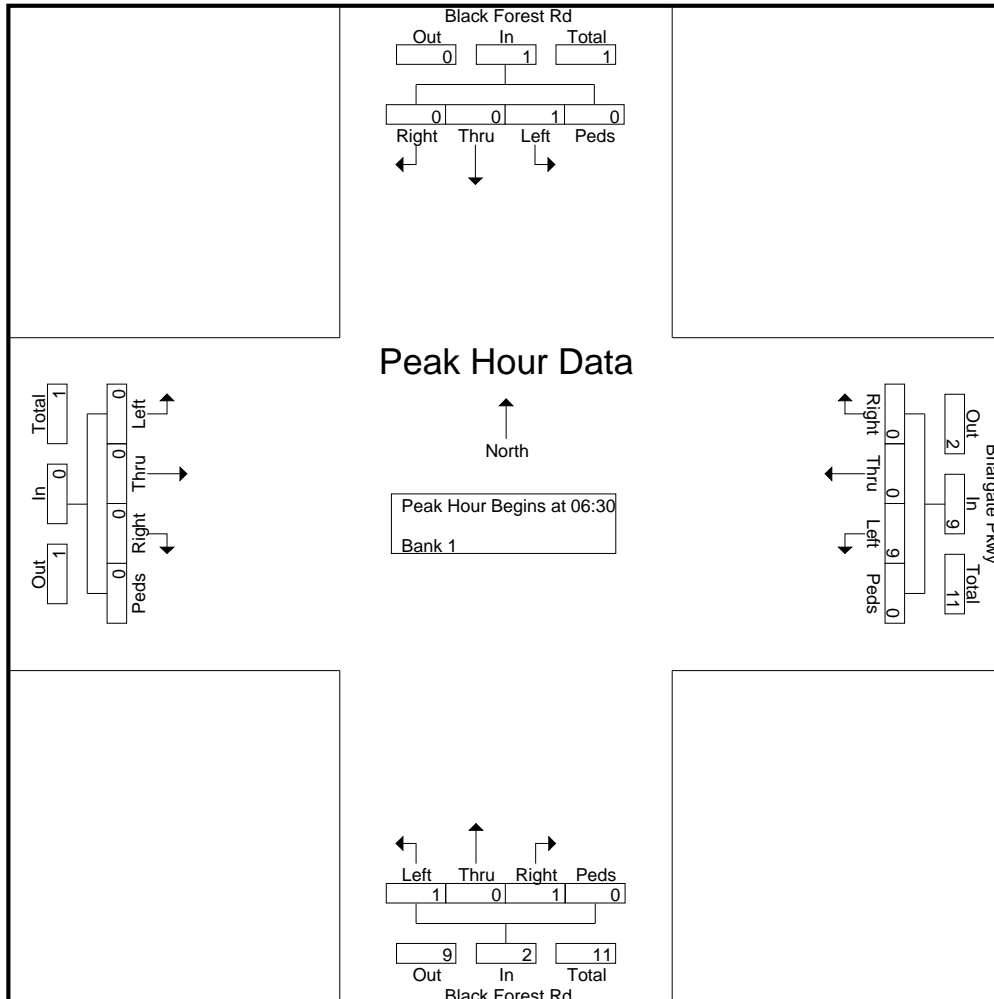 Black Forest Rd
Out In Total
0 1 1
0 0 1 0
Right Thru Left Peds
Peak Hour Data
North
Peak Hour Begins at 06:30
Bank 1
Total In Out
1 0 1
0 0 0 0
Left Thru Right Peds
Right Thru Left Peds
0 0 9 0
2 9 11
Out In Total
Left Thru Right Peds
1 0 1 0
9 2 11
Out In Total
Black Forest Rd